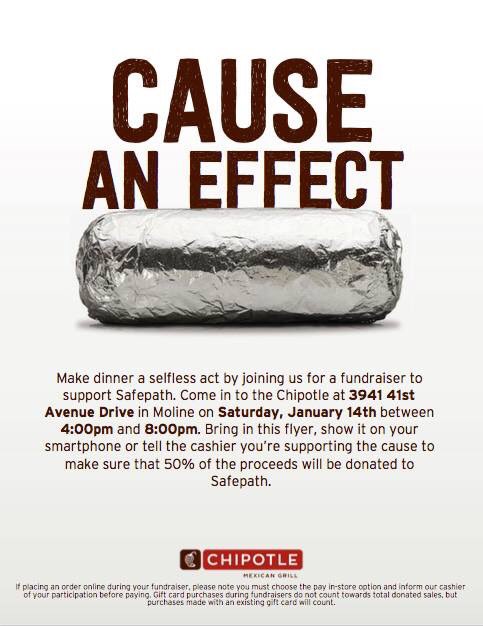 CAUSE
AN EFFECT
Make dinner a selfless act by joining us for a fundraiser to
support Safepath. Come in to the Chipotle at 3941 41st
Avenue Drive in Moline on Saturday, January 14th between
4:00pm and 8:00pm. Bring in this flyer, show it on your
smartphone or tell the cashier you're supporting the cause to
make sure that 50% of the proceeds will be donated to
Safepath.
CHIPOTLE
MEXICAN GRILL
If placing an order online during your fundraiser, please note you must choose the pay in-store option and inform our cashier
of your participation before paying. Gift card purchases during fundraisers do not count towards total donated sales, but
purchases made with an existing gift card will count.